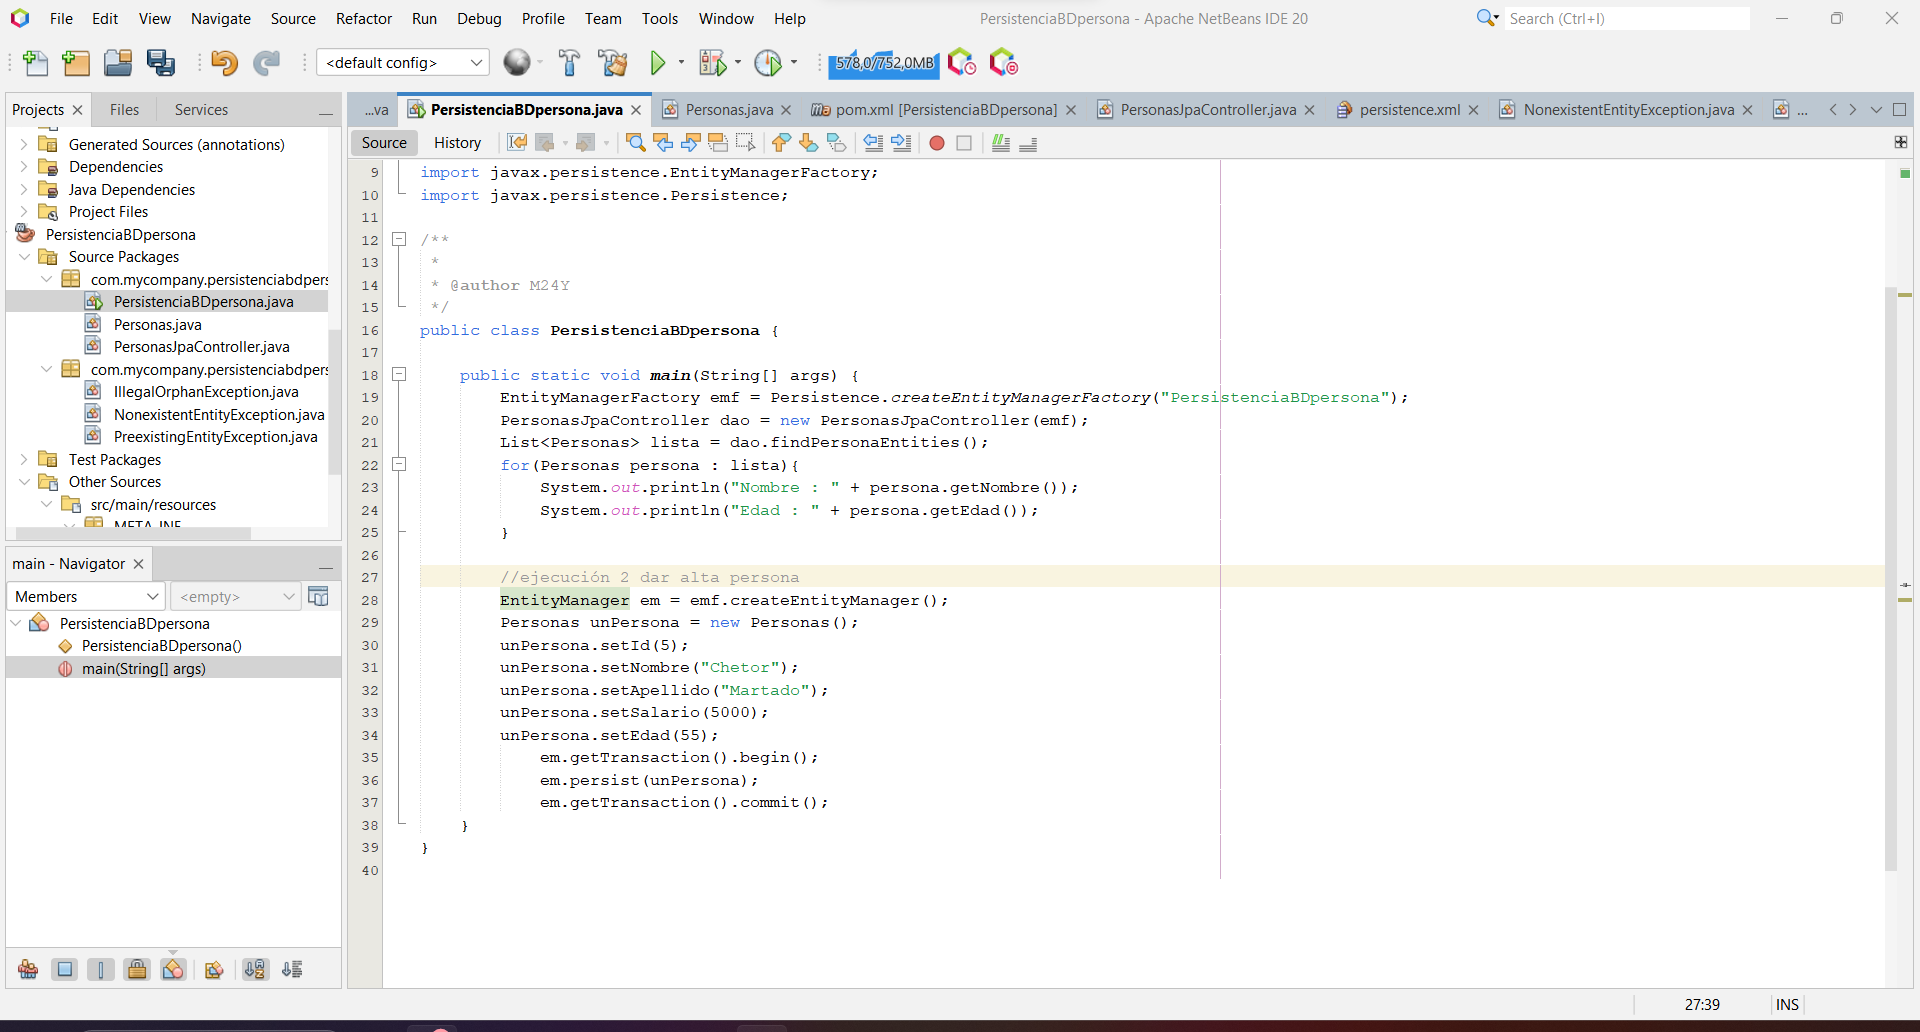 File Edit View Navigate Source Refactor Run Debug Profile Team Tools Window Help
PersistenciaBDpersona - Apache NetBeans IDE 20
Search (Ctrl+I)
<default config>
578,0/752,0MB
Projects Files Services
Generated Sources (annotations)
Dependencies
Java Dependencies
Project Files
PersistenciaBDpersona
Source Packages
com.mycompany.persistenciabdpers
PersistenciaBDpersona.java
Personas.java
PersonasJpaController.java
com.mycompany.persistenciabdpers
IllegalOrphanException.java
NonexistentEntityException.java
PreexistingEntityException.java
Test Packages
Other Sources
src/main/resources
META-INF
main - Navigator
Members
<empty>
PersistenciaBDpersona
PersistenciaBDpersona()
main(String[] args)
...va PersistenciaBDpersona.java Personas.java pom.xml [PersistenciaBDpersona] PersonasJpaController.java persistence.xml NonexistentEntityException.java ...
Source History
9 import javax.persistence.EntityManagerFactory;
10 import javax.persistence.Persistence;
11
12 /**
13 *
14 * @author M24Y
15 */
16 public class PersistenciaBDpersona {
17
18 public static void main(String[] args) {
19 EntityManagerFactory emf = Persistence.createEntityManagerFactory("PersistenciaBDpersona");
20 PersonasJpaController dao = new PersonasJpaController(emf);
21 List<Personas> lista = dao.findPersonaEntities();
22 for(Personas persona : lista){
23 System.out.println("Nombre : " + persona.getNombre());
24 System.out.println("Edad : " + persona.getEdad());
25 }
26
27 //ejecución 2 dar alta persona
28 EntityManager em = emf.createEntityManager();
29 Personas unPersona = new Personas();
30 unPersona.setId(5);
31 unPersona.setNombre("Chetor");
32 unPersona.setApellido("Martado");
33 unPersona.setSalario(5000);
34 unPersona.setEdad(55);
35 em.getTransaction().begin();
36 em.persist(unPersona);
37 em.getTransaction().commit();
38 }
39 }
40
27:39 INS